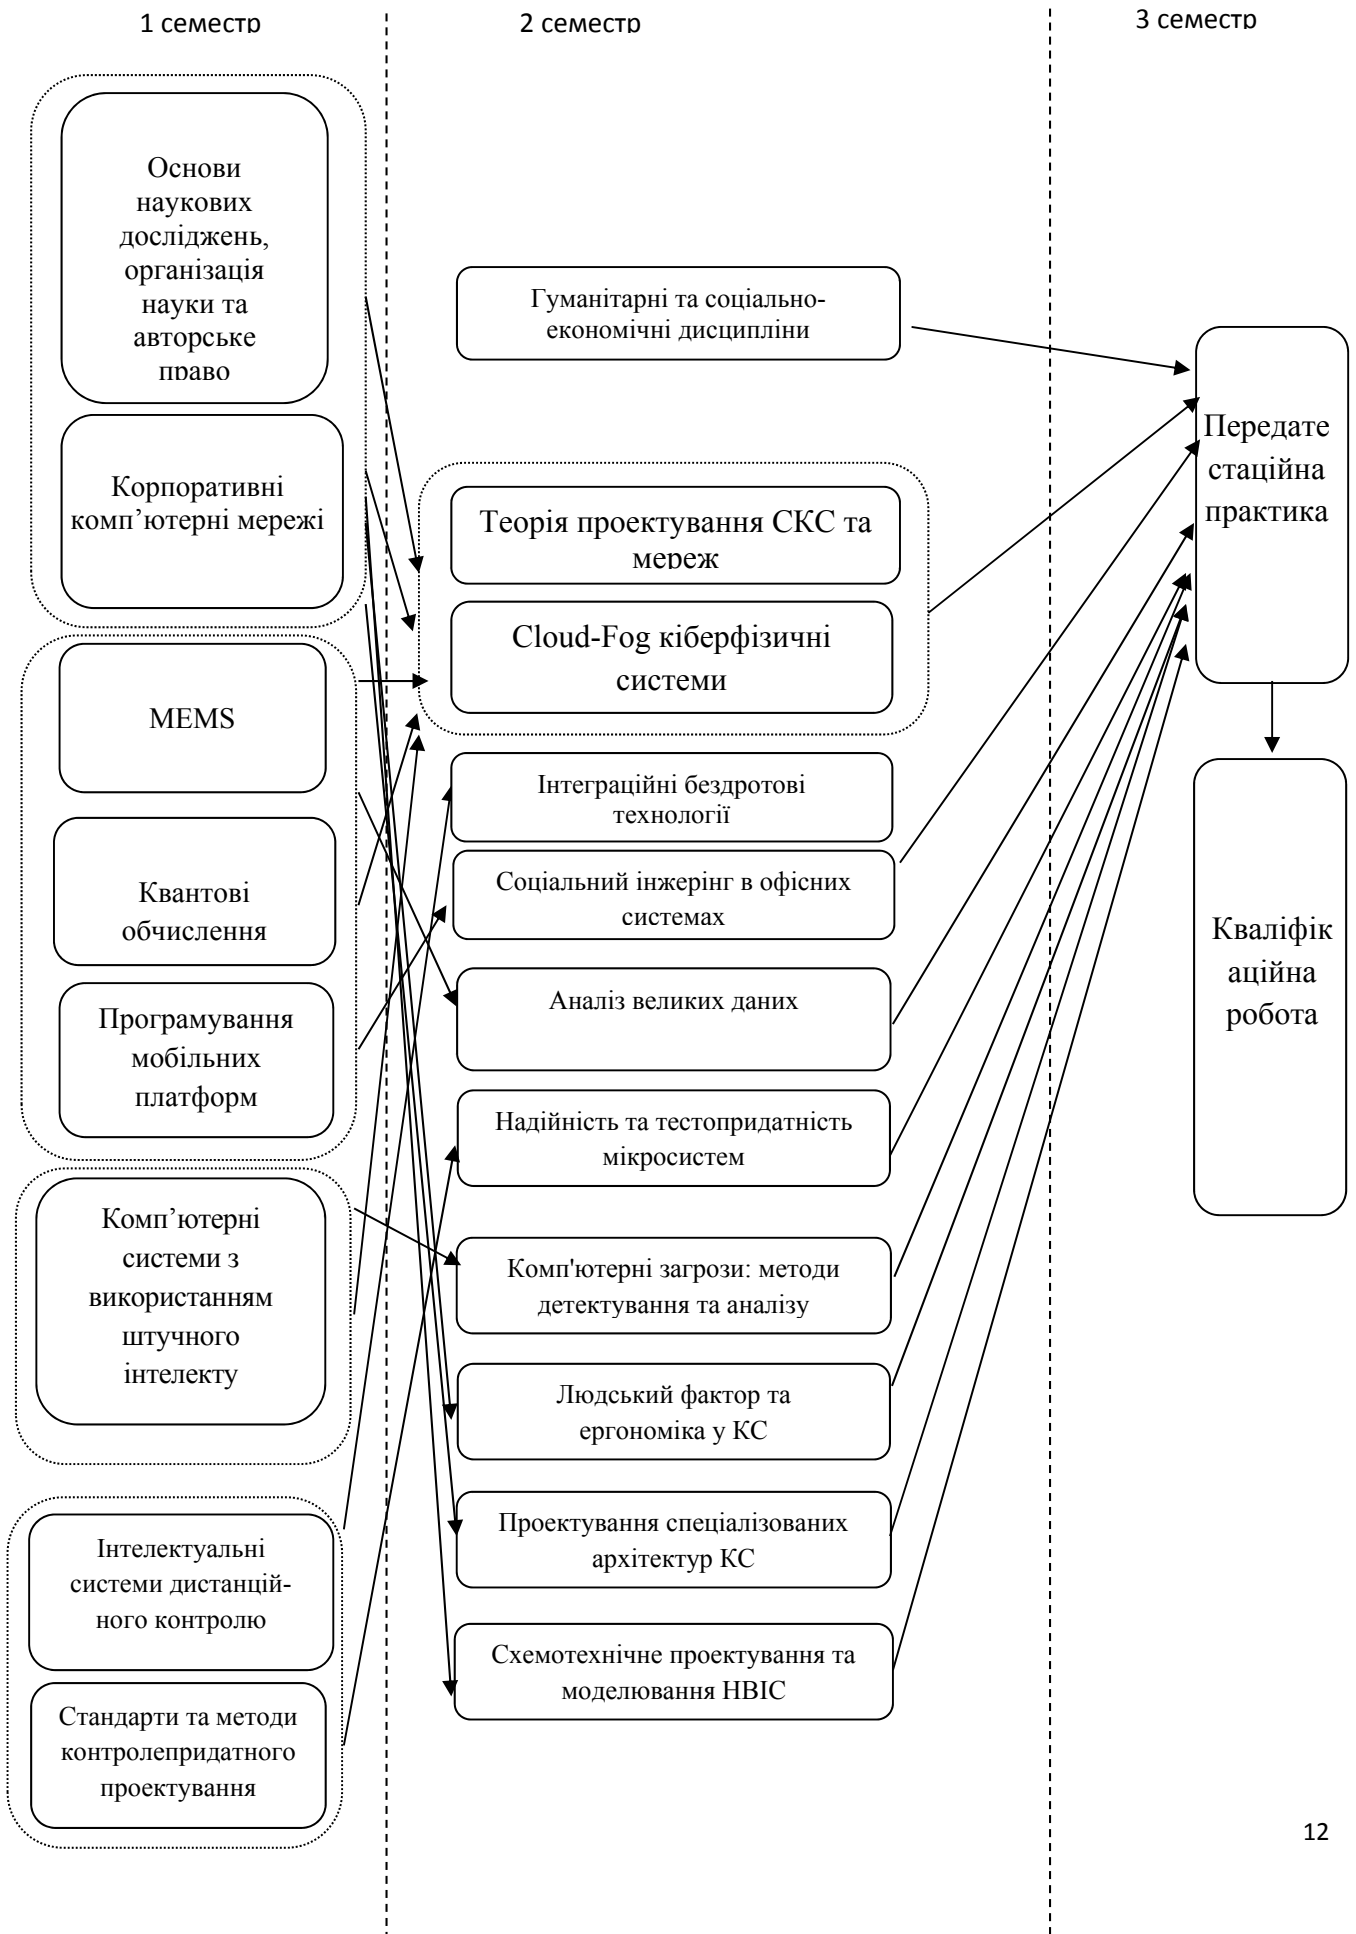 1 семестр
2 семестр
3 семестр
Основи
наукових
досліджень,
організація
науки та
авторське
право
Корпоративні
комп’ютерні мережі
MEMS
Квантові
обчислення
Програмування
мобільних
платформ
Комп’ютерні
системи з
використанням
штучного
інтелекту
Інтелектуальні
системи дистанцій-
ного контролю
Стандарти та методи
контролепридатного
проектування
Гуманітарні та соціально-
економічні дисципліни
Теорія проектування СКС та
мереж
Cloud-Fog кіберфізичні
системи
Інтеграційні бездротові
технології
Соціальний інжерінг в офісних
системах
Аналіз великих даних
Надійність та тестопридатність
мікросистем
Комп'ютерні загрози: методи
детектування та аналізу
Людський фактор та
ергономіка у КС
Проектування спеціалізованих
архітектур КС
Схемотехнічне проектування та
моделювання НВІС
Передате
стаційна
практика
Кваліфік
аційна
робота
12